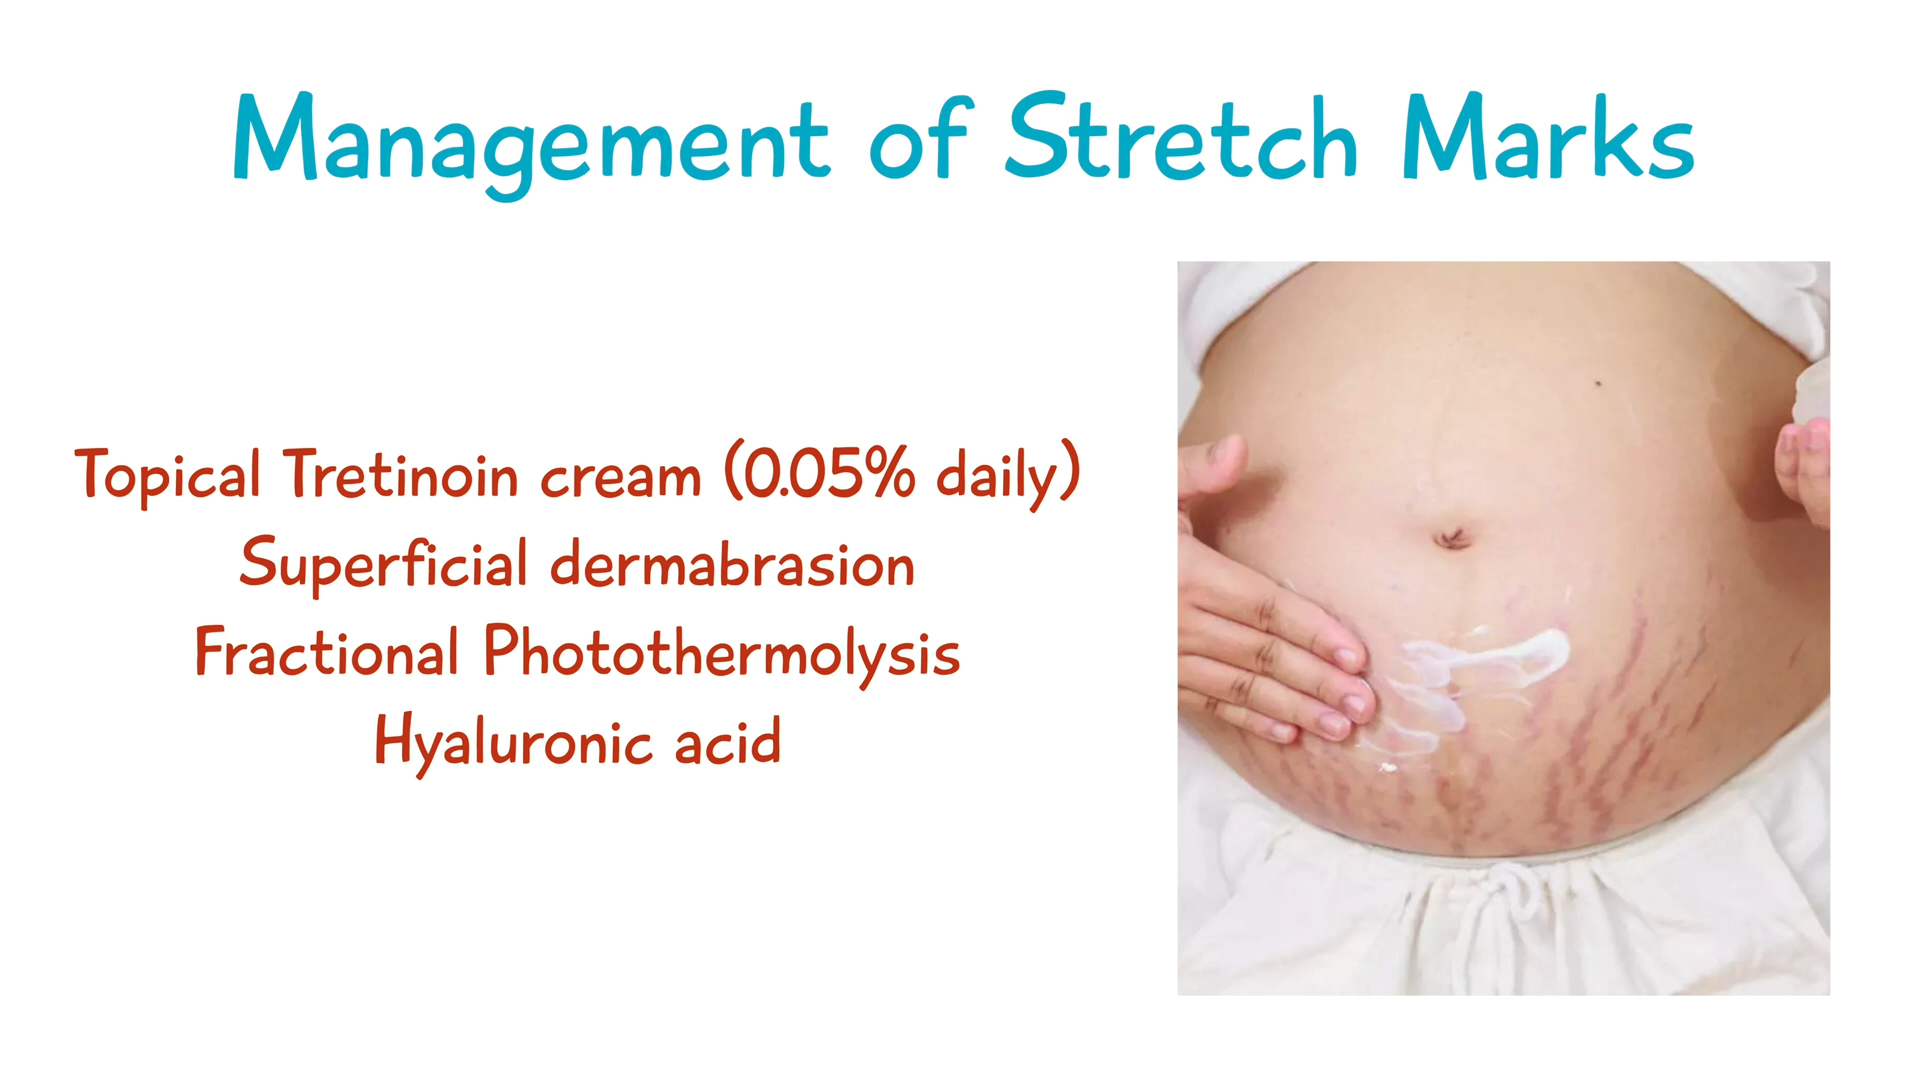 Management of Stretch Marks
Topical Tretinoin cream (0.05% daily)
Superficial dermabrasion
Fractional Photothermolysis
Hyaluronic acid